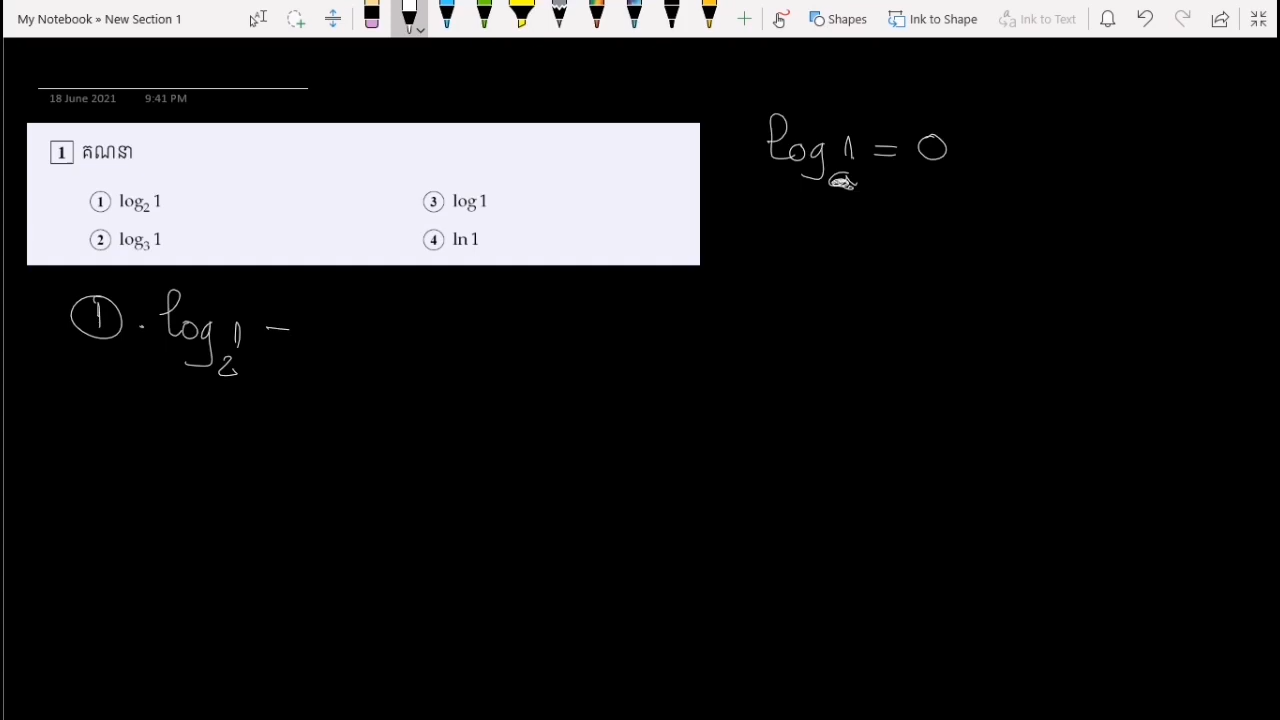 My Notebook » New Section 1
Shapes
Ink to Shape
Ink to Text
18 June 2021 9:41 PM
1 គណនា
1 log₂ 1
3 log 1
2 log₃ 1
4 ln 1
logₐ 1 = 0
1 . log₂ 1 –